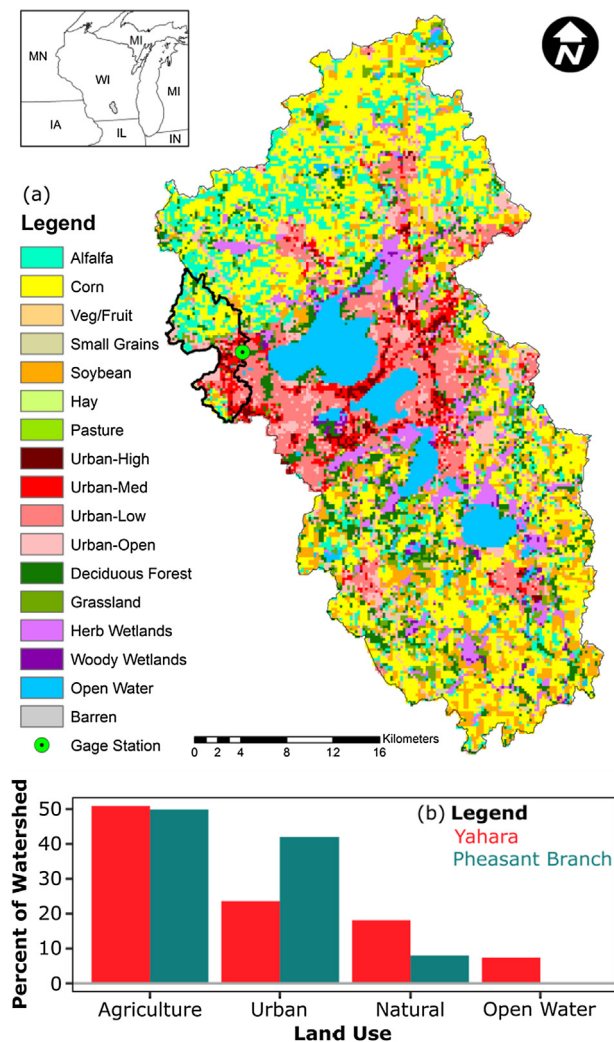 MN
MI
WI
MI
IA
IL
IN
N
(a)
Legend
Alfalfa
Corn
Veg/Fruit
Small Grains
Soybean
Hay
Pasture
Urban-High
Urban-Med
Urban-Low
Urban-Open
Deciduous Forest
Grassland
Herb Wetlands
Woody Wetlands
Open Water
Barren
Gage Station
Kilometers
0 2 4 8 12 16
(b) Legend
Yahara
Pheasant Branch
Percent of Watershed
50
40
30
20
10
0
Agriculture Urban Natural Open Water
Land Use